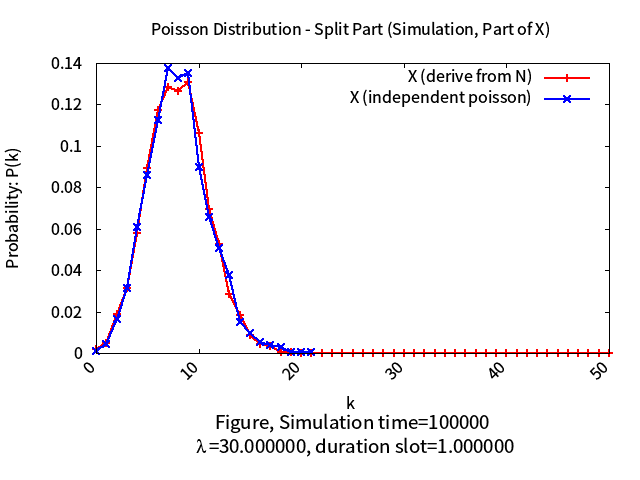 Poisson Distribution - Split Part (Simulation, Part of X)
Probability: P(k)
0.14
0.12
0.1
0.08
0.06
0.04
0.02
0
X (derive from N)
X (independent poisson)
0
10
20
30
40
50
k
Figure, Simulation time=100000
λ=30.000000, duration slot=1.000000